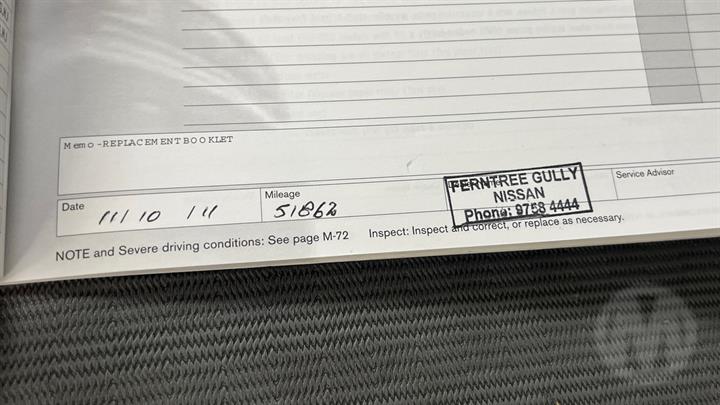 Memo - REPLACEMENT BOOKLET
Date 11/10/11
Mileage 51862
FERNTREE GULLY
NISSAN
Phone: 9758 4444
Service Advisor
NOTE and Severe driving conditions: See page M-72 Inspect: Inspect and correct, or replace as necessary.